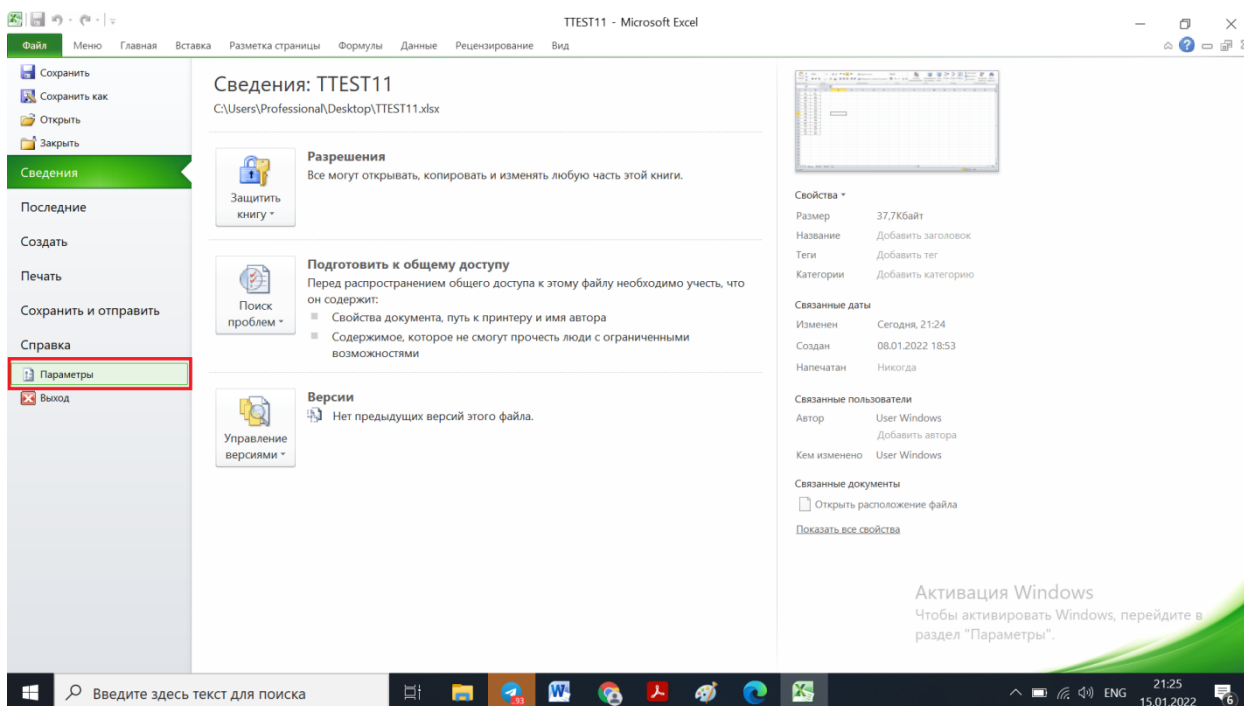 TTEST11 - Microsoft Excel
Файл Меню Главная Вставка Разметка страницы Формулы Данные Рецензирование Вид
Сохранить
Сохранить как
Открыть
Закрыть
Сведения
Последние
Создать
Печать
Сохранить и отправить
Справка
Параметры
Выход
Сведения: TTEST11
C:\Users\Professional\Desktop\TTEST11.xlsx
Защитить
книгу
Разрешения
Все могут открывать, копировать и изменять любую часть этой книги.
Поиск
проблем
Подготовить к общему доступу
Перед распространением общего доступа к этому файлу необходимо учесть, что
он содержит:
Свойства документа, путь к принтеру и имя автора
Содержимое, которое не смогут прочесть люди с ограниченными
возможностями
Управление
версиями
Версии
Нет предыдущих версий этого файла.
Свойства
Размер 37,7Кбайт
Название Добавить заголовок
Теги Добавить тег
Категории Добавить категорию
Связанные даты
Изменен Сегодня, 21:24
Создан 08.01.2022 18:53
Напечатан Никогда
Связанные пользователи
Автор User Windows
Добавить автора
Кем изменено User Windows
Связанные документы
Открыть расположение файла
Показать все свойства
Активация Windows
Чтобы активировать Windows, перейдите в
раздел "Параметры".
Введите здесь текст для поиска
93
ENG
21:25
15.01.2022
6